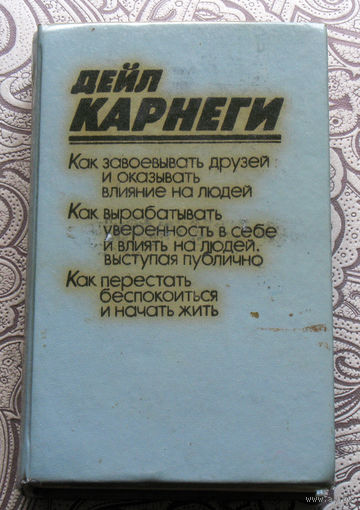 ДЕЙЛ
КАРНЕГИ
Как завоевывать друзей
и оказывать
влияние на людей
Как вырабатывать
уверенность в себе
и влиять на людей,
выступая публично
Как перестать
беспокоиться
и начать жить